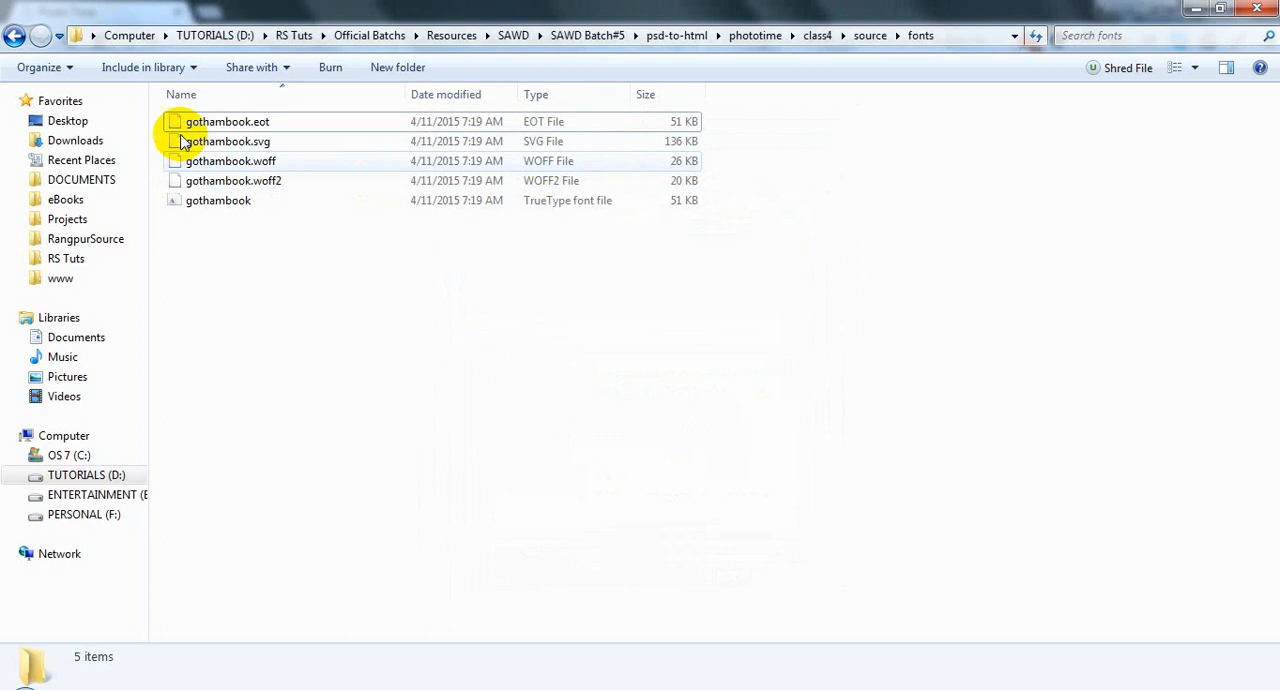 Computer ▸ TUTORIALS (D:) ▸ RS Tuts ▸ Official Batchs ▸ Resources ▸ SAWD ▸ SAWD Batch#5 ▸ psd-to-html ▸ phototime ▸ class4 ▸ source ▸ fonts
Search fonts
Organize Include in library Share with Burn New folder
U Shred File
Name Date modified Type Size
gothambook.eot 4/11/2015 7:19 AM EOT File 51 KB
gothambook.svg 4/11/2015 7:19 AM SVG File 136 KB
gothambook.woff 4/11/2015 7:19 AM WOFF File 26 KB
gothambook.woff2 4/11/2015 7:19 AM WOFF2 File 20 KB
gothambook 4/11/2015 7:19 AM TrueType font file 51 KB
Favorites
Desktop
Downloads
Recent Places
DOCUMENTS
eBooks
Projects
RangpurSource
RS Tuts
www
Libraries
Documents
Music
Pictures
Videos
Computer
OS 7 (C:)
TUTORIALS (D:)
ENTERTAINMENT (E
PERSONAL (F:)
Network
5 items